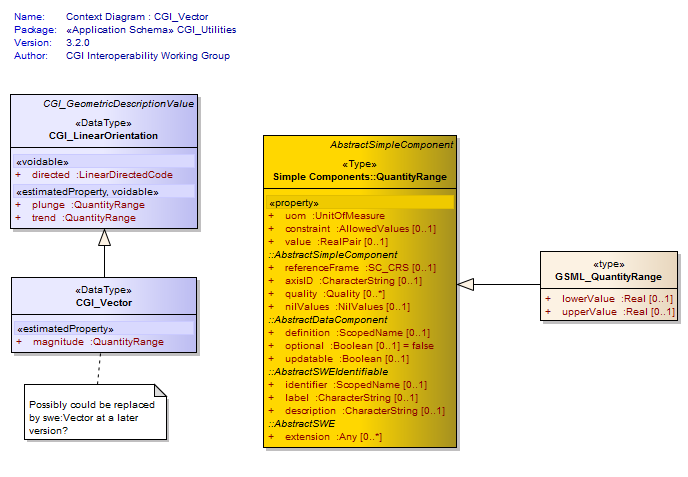 Name: Context Diagram : CGI_Vector
Package: «Application Schema» CGI_Utilities
Version: 3.2.0
Author: CGI Interoperability Working Group
CGI_GeometricDescriptionValue
«DataType»
CGI_LinearOrientation
«voidable»
+ directed :LinearDirectedCode
«estimatedProperty, voidable»
+ plunge :QuantityRange
+ trend :QuantityRange
«DataType»
CGI_Vector
«estimatedProperty»
+ magnitude :QuantityRange
Possibly could be replaced
by swe:Vector at a later
version?
AbstractSimpleComponent
«Type»
Simple Components::QuantityRange
«property»
+ uom :UnitOfMeasure
+ constraint :AllowedValues [0..1]
+ value :RealPair [0..1]
::AbstractSimpleComponent
+ referenceFrame :SC_CRS [0..1]
+ axisID :CharacterString [0..1]
+ quality :Quality [0..*]
+ nilValues :NilValues [0..1]
::AbstractDataComponent
+ definition :ScopedName [0..1]
+ optional :Boolean [0..1] = false
+ updatable :Boolean [0..1]
::AbstractSWEIdentifiable
+ identifier :ScopedName [0..1]
+ label :CharacterString [0..1]
+ description :CharacterString [0..1]
::AbstractSWE
+ extension :Any [0..*]
«type»
GSML_QuantityRange
+ lowerValue :Real [0..1]
+ upperValue :Real [0..1]